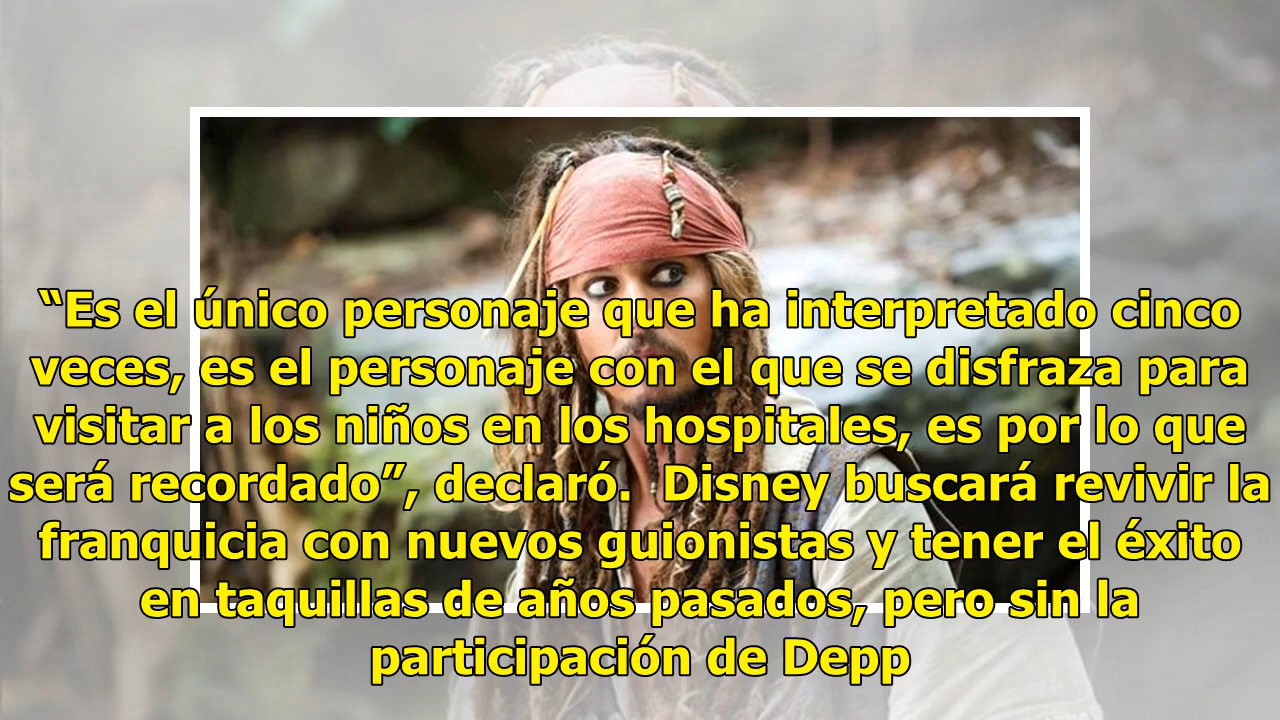 “Es el único personaje que ha interpretado cinco
veces, es el personaje con el que se disfraza para
visitar a los niños en los hospitales, es por lo que
será recordado”, declaró.  Disney buscará revivir la
franquicia con nuevos guionistas y tener el éxito
en taquillas de años pasados, pero sin la
participación de Depp